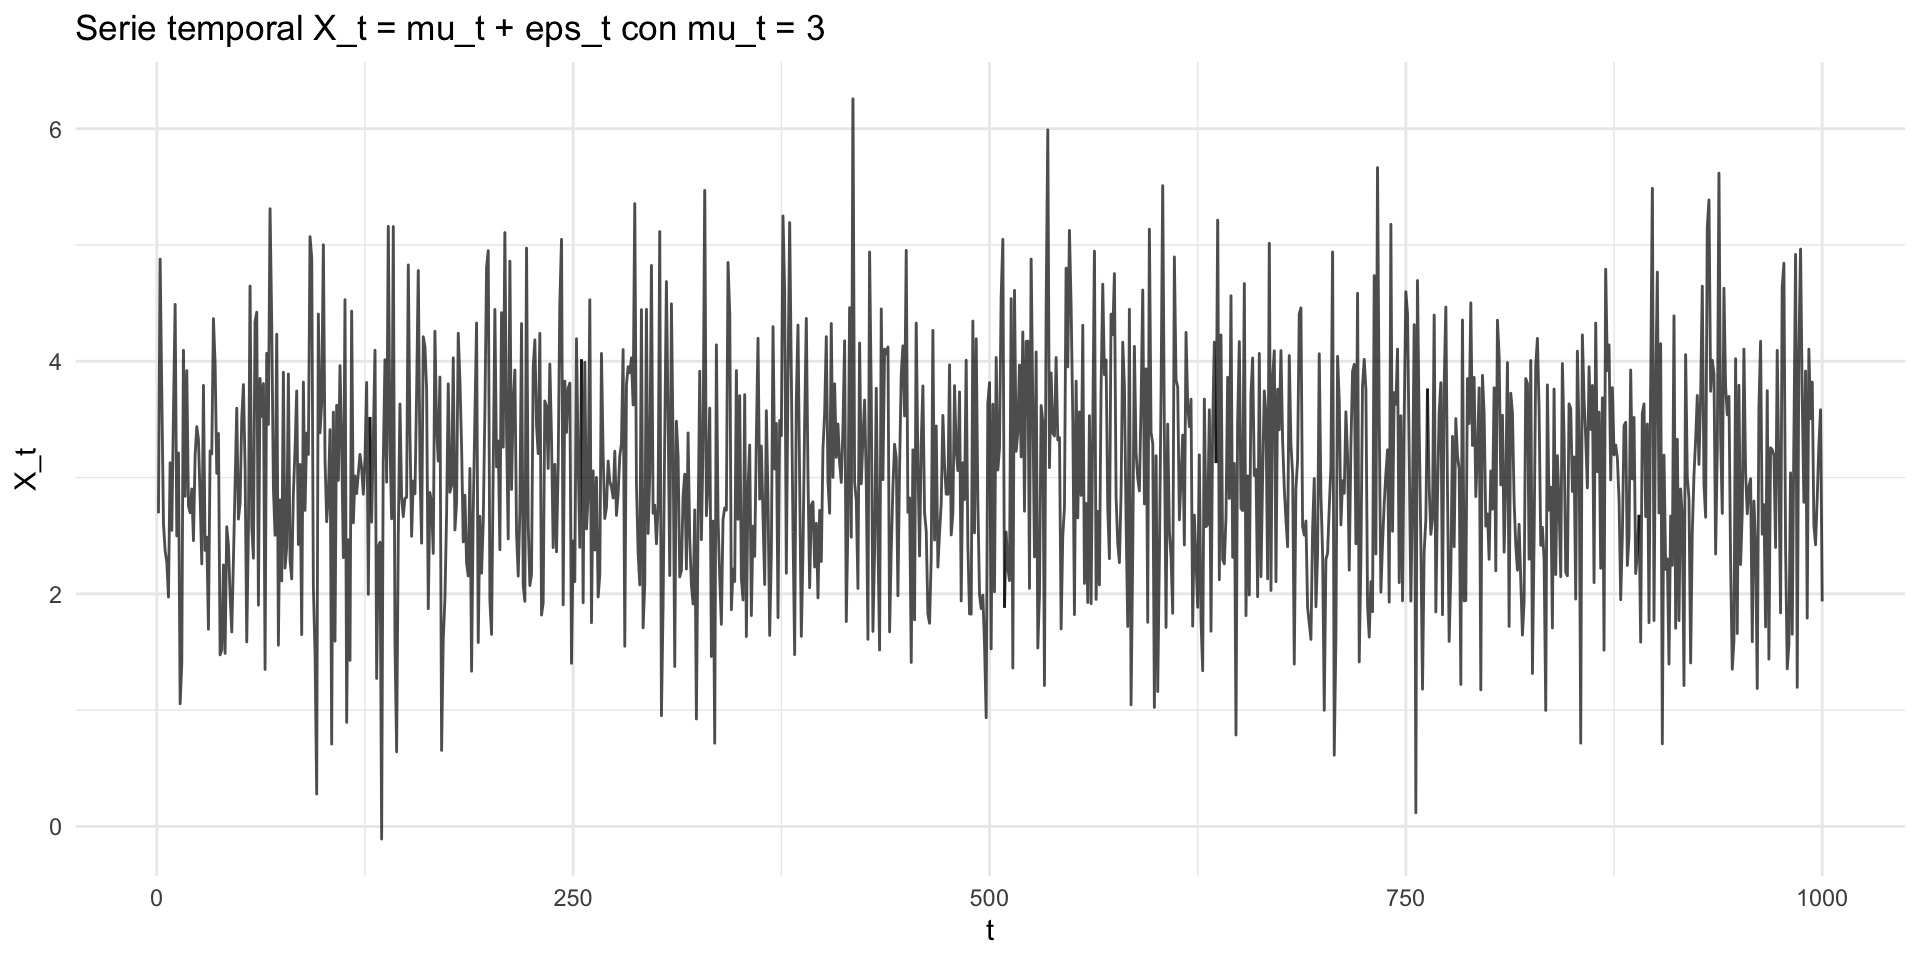 Serie temporal X_t = mu_t + eps_t con mu_t = 3
X_t
6
4
2
0
0 250 500 750 1000
t